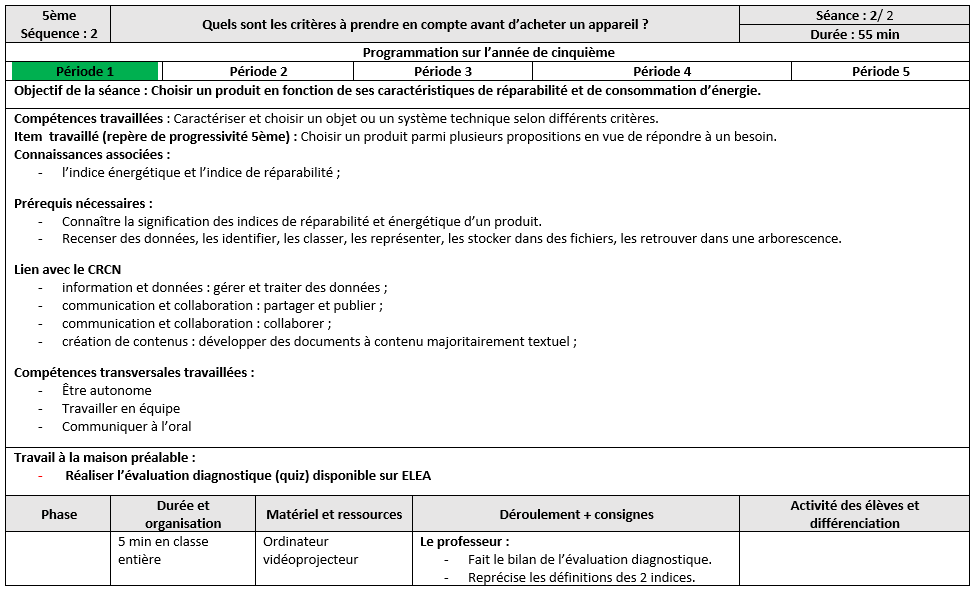 5ème
Séquence : 2
Quels sont les critères à prendre en compte avant d’acheter un appareil ?
Séance : 2/ 2
Durée : 55 min
Programmation sur l’année de cinquième
Période 1
Période 2
Période 3
Période 4
Période 5
Objectif de la séance : Choisir un produit en fonction de ses caractéristiques de réparabilité et de consommation d’énergie.
Compétences travaillées : Caractériser et choisir un objet ou un système technique selon différents critères.
Item travaillé (repère de progressivité 5ème) : Choisir un produit parmi plusieurs propositions en vue de répondre à un besoin.
Connaissances associées :
- l’indice énergétique et l’indice de réparabilité ;
Prérequis nécessaires :
- Connaître la signification des indices de réparabilité et énergétique d’un produit.
- Recenser des données, les identifier, les classer, les représenter, les stocker dans des fichiers, les retrouver dans une arborescence.
Lien avec le CRCN
- information et données : gérer et traiter des données ;
- communication et collaboration : partager et publier ;
- communication et collaboration : collaborer ;
- création de contenus : développer des documents à contenu majoritairement textuel ;
Compétences transversales travaillées :
- Être autonome
- Travailler en équipe
- Communiquer à l’oral
Travail à la maison préalable :
- Réaliser l’évaluation diagnostique (quiz) disponible sur ELEA
Phase
Durée et
organisation
Matériel et ressources
Déroulement + consignes
Activité des élèves et
différenciation
5 min en classe
entière
Ordinateur
vidéoprojecteur
Le professeur :
- Fait le bilan de l’évaluation diagnostique.
- Reprécise les définitions des 2 indices.